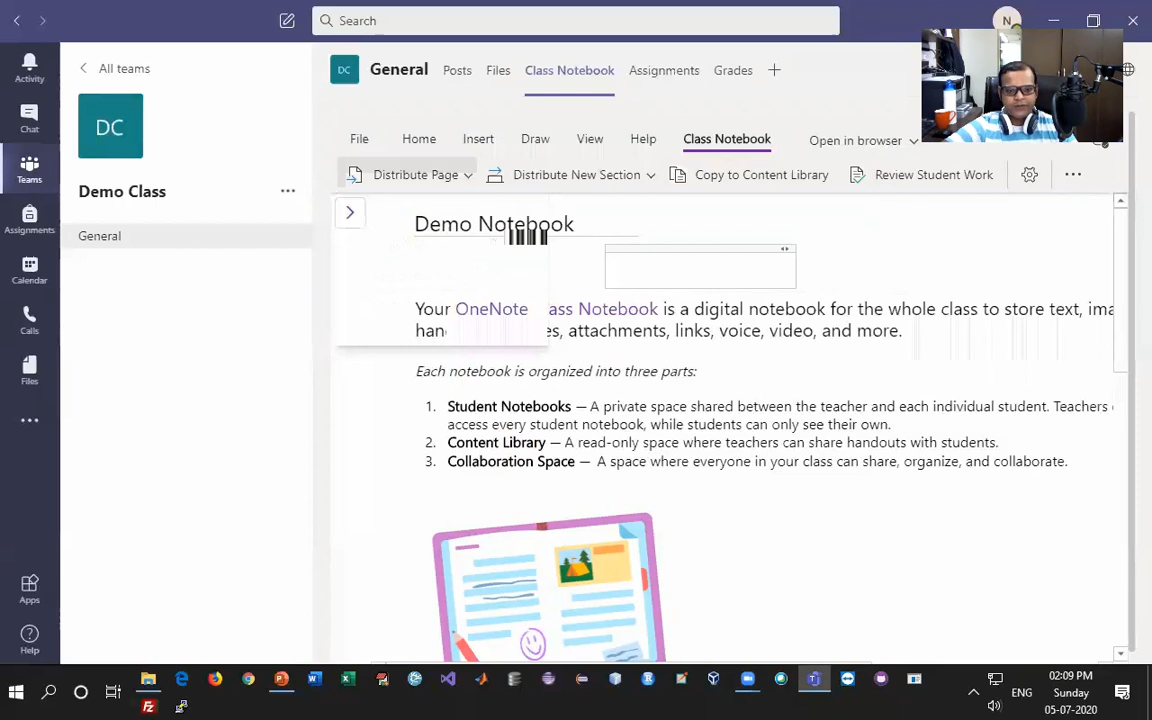 Search
N
Activity
Chat
Teams
Assignments
Calendar
Calls
Files
Apps
Help
All teams
DC
Demo Class
General
DC General Posts Files Class Notebook Assignments Grades
File Home Insert Draw View Help Class Notebook Open in browser
Distribute Page Distribute New Section Copy to Content Library Review Student Work
Demo Notebook
Your OneNote ass Notebook is a digital notebook for the whole class to store text, ima
han es, attachments, links, voice, video, and more.
Each notebook is organized into three parts:
1. Student Notebooks — A private space shared between the teacher and each individual student. Teachers
access every student notebook, while students can only see their own.
2. Content Library — A read-only space where teachers can share handouts with students.
3. Collaboration Space — A space where everyone in your class can share, organize, and collaborate.
ENG
02:09 PM
Sunday
05-07-2020